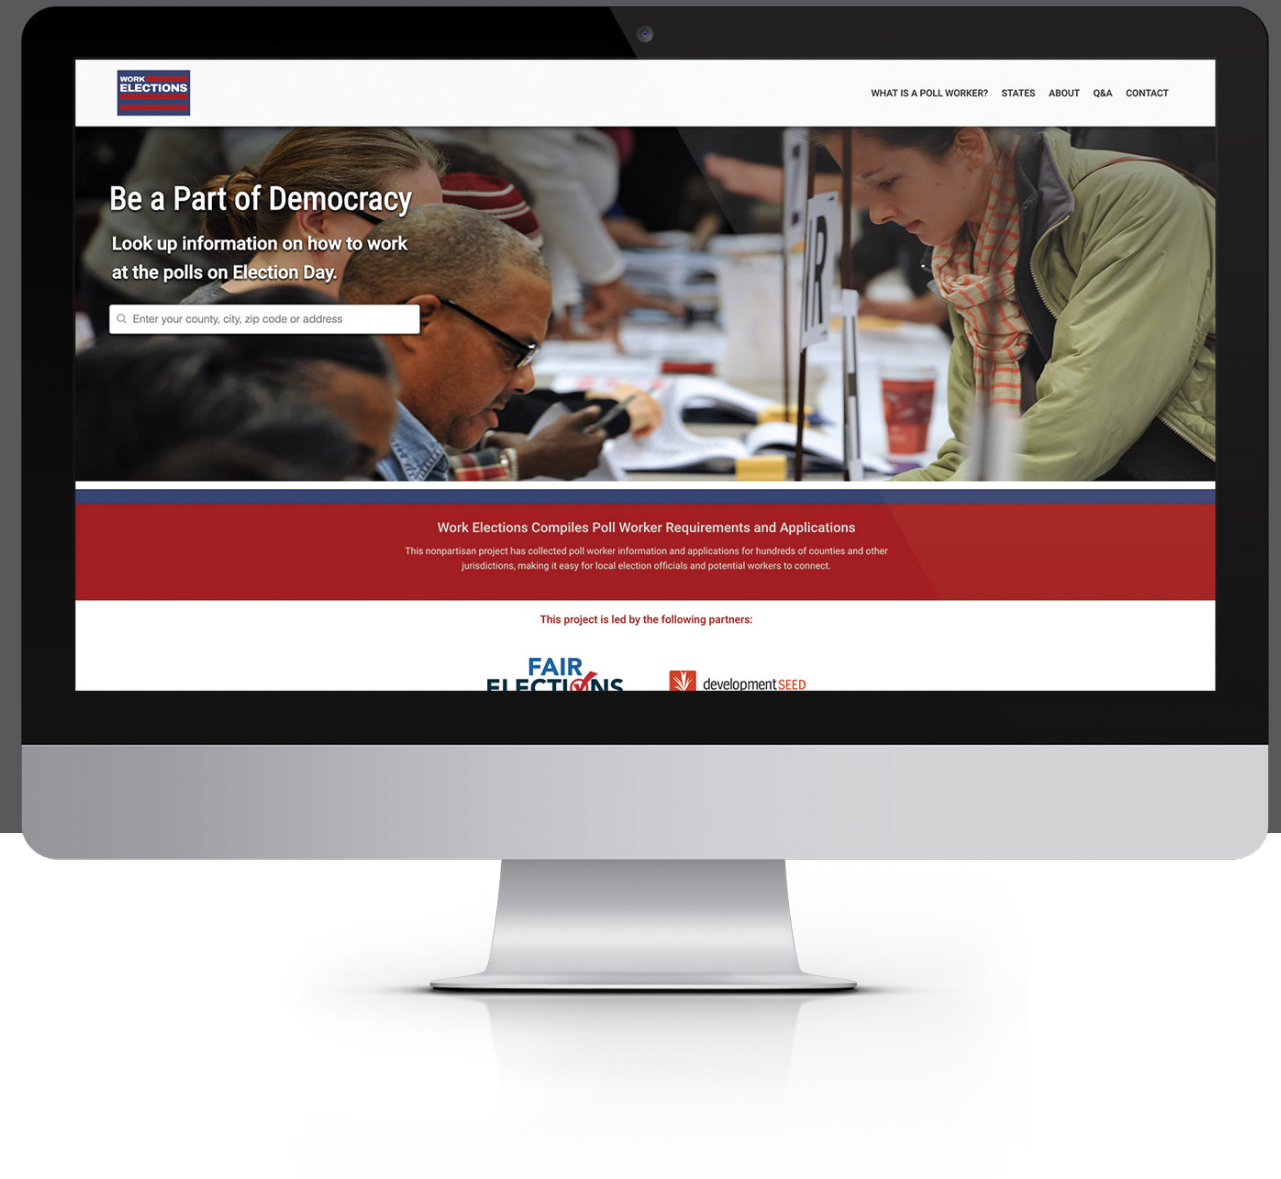 WORK
ELECTIONS
WHAT IS A POLL WORKER? STATES ABOUT Q&A CONTACT
Be a Part of Democracy
Look up information on how to work
at the polls on Election Day.
Enter your county, city, zip code or address
Work Elections Compiles Poll Worker Requirements and Applications
This nonpartisan project has collected poll worker information and applications for hundreds of counties and other
jurisdictions, making it easy for local election officials and potential workers to connect.
This project is led by the following partners:
FAIR
ELECTIONS
developmentSEED